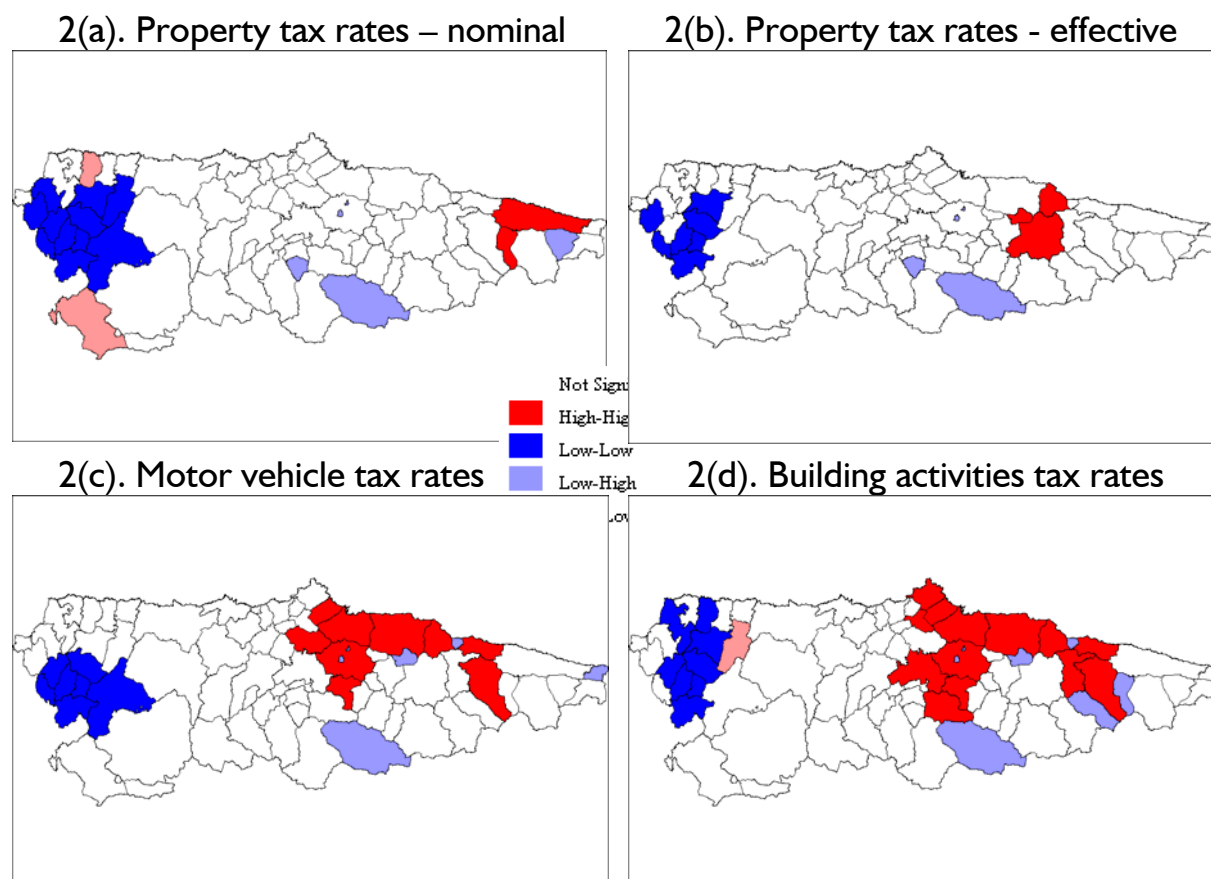 2(a). Property tax rates – nominal
2(b). Property tax rates - effective
Not Sign
High-Hig
Low-Low
Low-High
2(c). Motor vehicle tax rates
2(d). Building activities tax rates